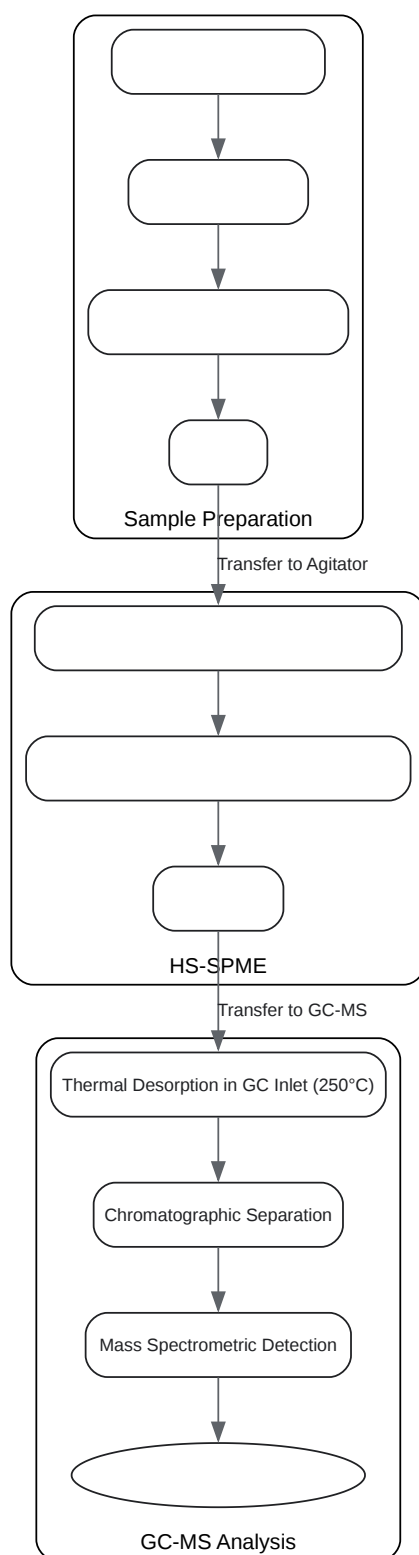 Sample Preparation
Transfer to Agitator
HS-SPME
Transfer to GC-MS
Thermal Desorption in GC Inlet (250°C)
Chromatographic Separation
Mass Spectrometric Detection
GC-MS Analysis